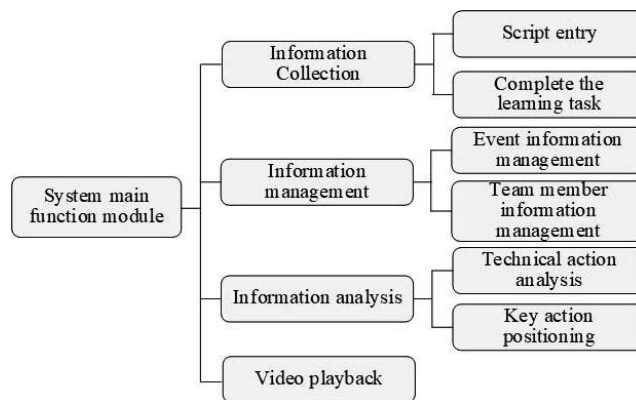 System main
function module
Information
Collection
Script entry
Complete the
learning task
Information
management
Event information
management
Team member
information
management
Information analysis
Technical action
analysis
Key action
positioning
Video playback